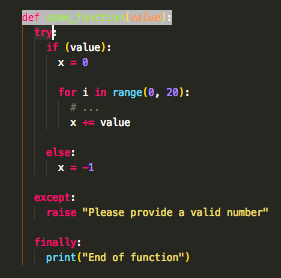 def some_function(value):
try:
if (value):
x = 0
for i in range(0, 20):
# ...
x += value
else:
x = -1
except:
raise "Please provide a valid number"
finally:
print("End of function")